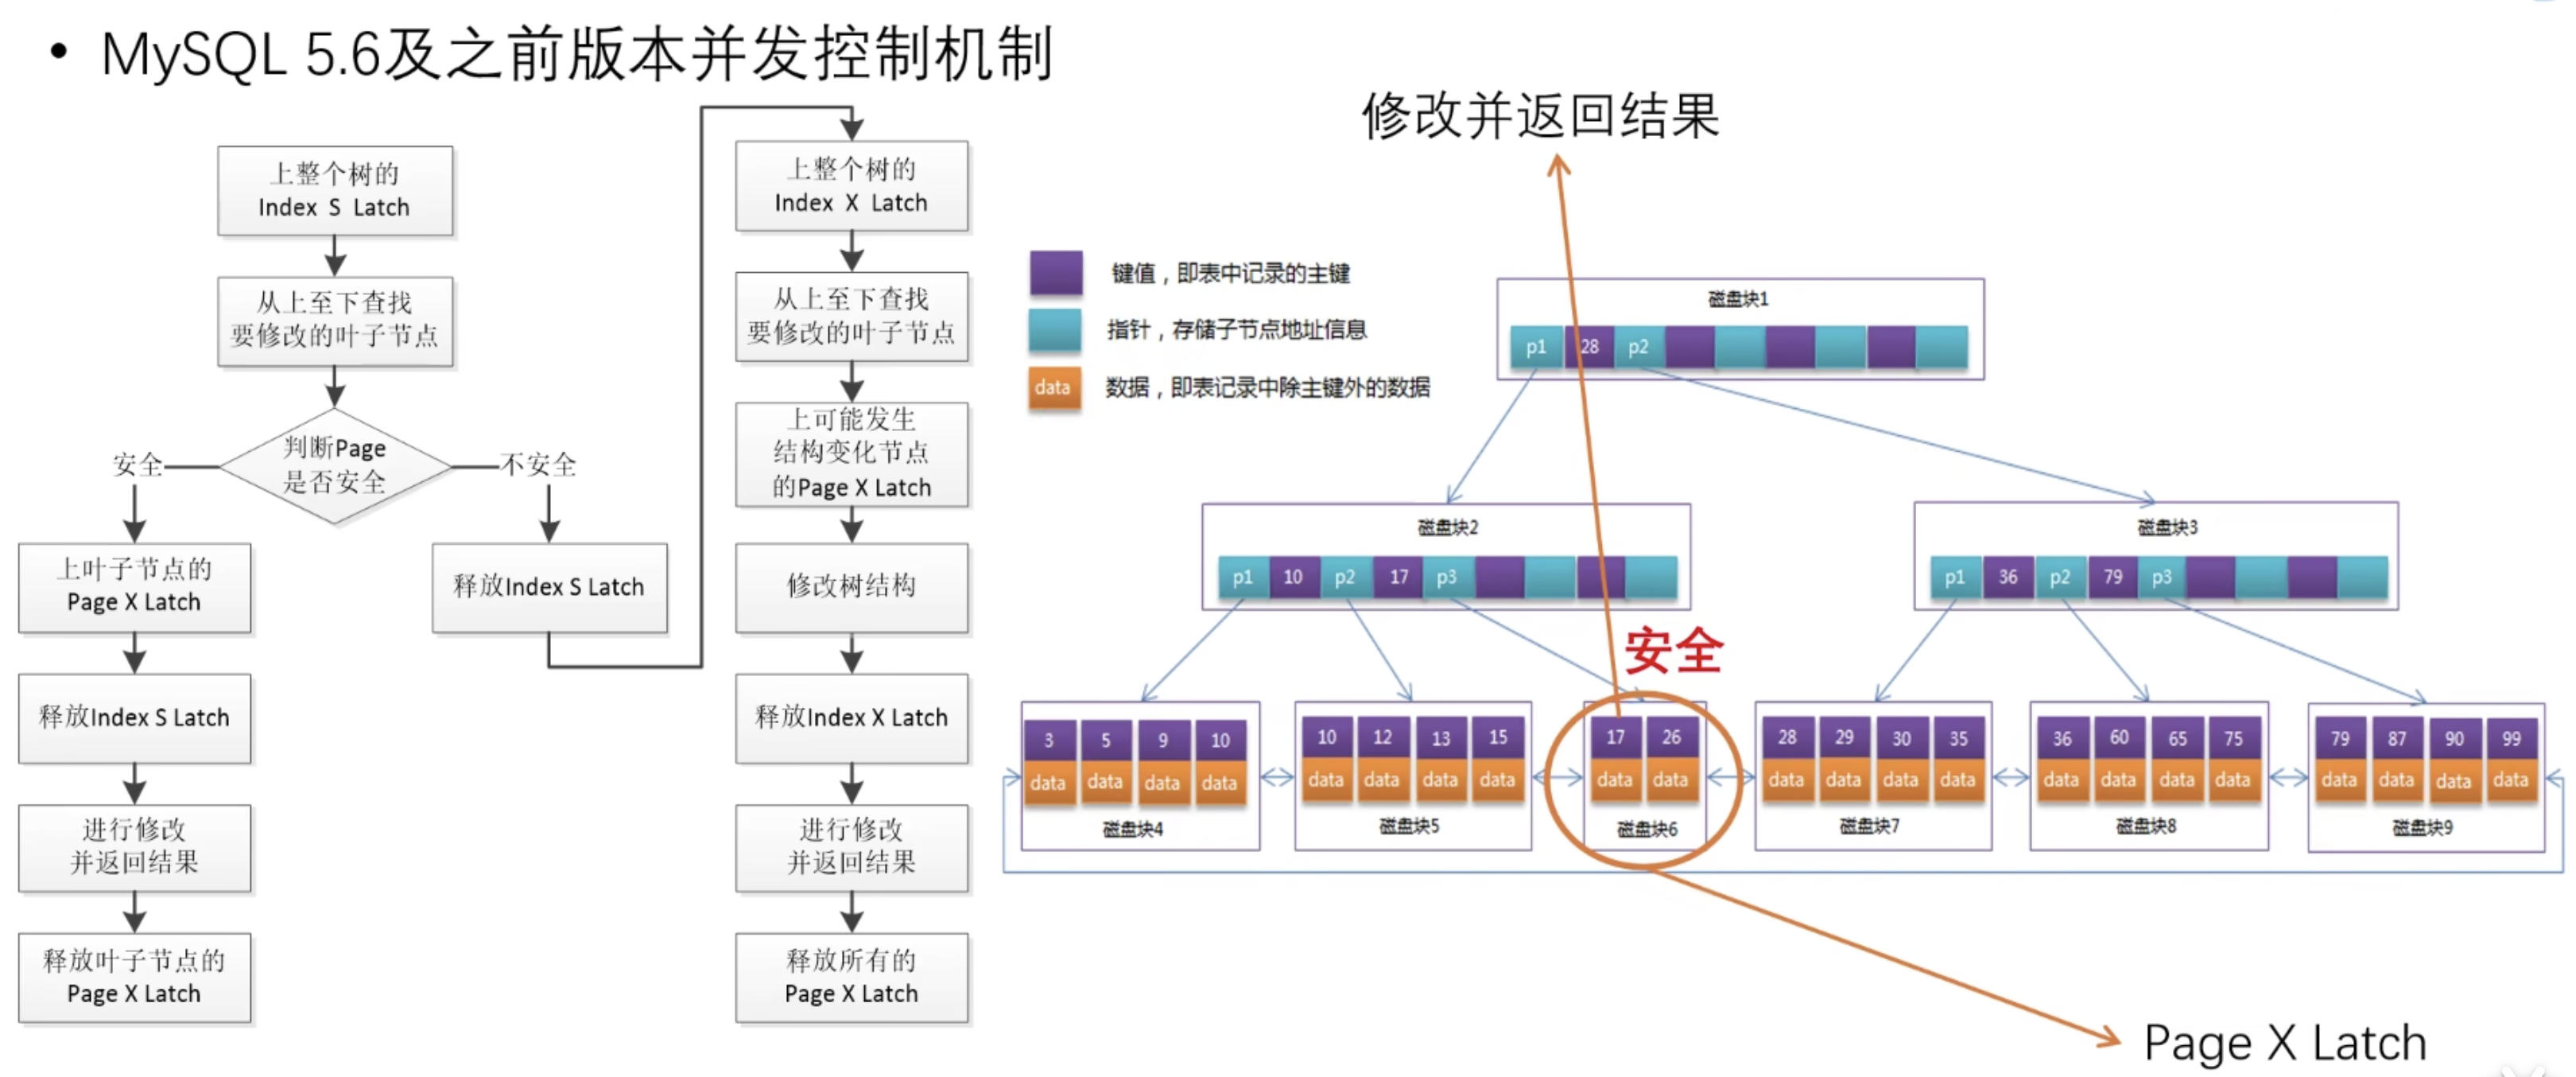 • MySQL 5.6及之前版本并发控制机制
上整个树的
Index S Latch
从上至下查找
要修改的叶子节点
判断Page
是否安全
安全
不安全
上叶子节点的
Page X Latch
释放Index S Latch
释放Index S Latch
进行修改
并返回结果
释放叶子节点的
Page X Latch
上整个树的
Index X Latch
从上至下查找
要修改的叶子节点
上可能发生
结构变化节点
的Page X Latch
修改树结构
释放Index X Latch
进行修改
并返回结果
释放所有的
Page X Latch
修改并返回结果
键值，即表中记录的主键
指针，存储子节点地址信息
data 数据，即表记录中除主键外的数据
磁盘块1
p1 28 p2
磁盘块2
p1 10 p2 17 p3
磁盘块3
p1 36 p2 79 p3
安全
3 5 9 10
data data data data
磁盘块4
10 12 13 15
data data data data
磁盘块5
17 26
data data
磁盘块6
28 29 30 35
data data data data
磁盘块7
36 60 65 75
data data data data
磁盘块8
79 87 90 99
data data data data
磁盘块9
Page X Latch